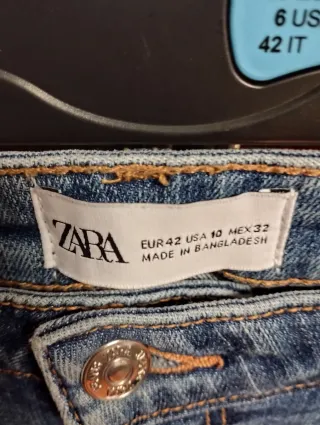 6 US
42 IT
ZARA
EUR 42 USA 10 MEX 32
MADE IN BANGLADESH